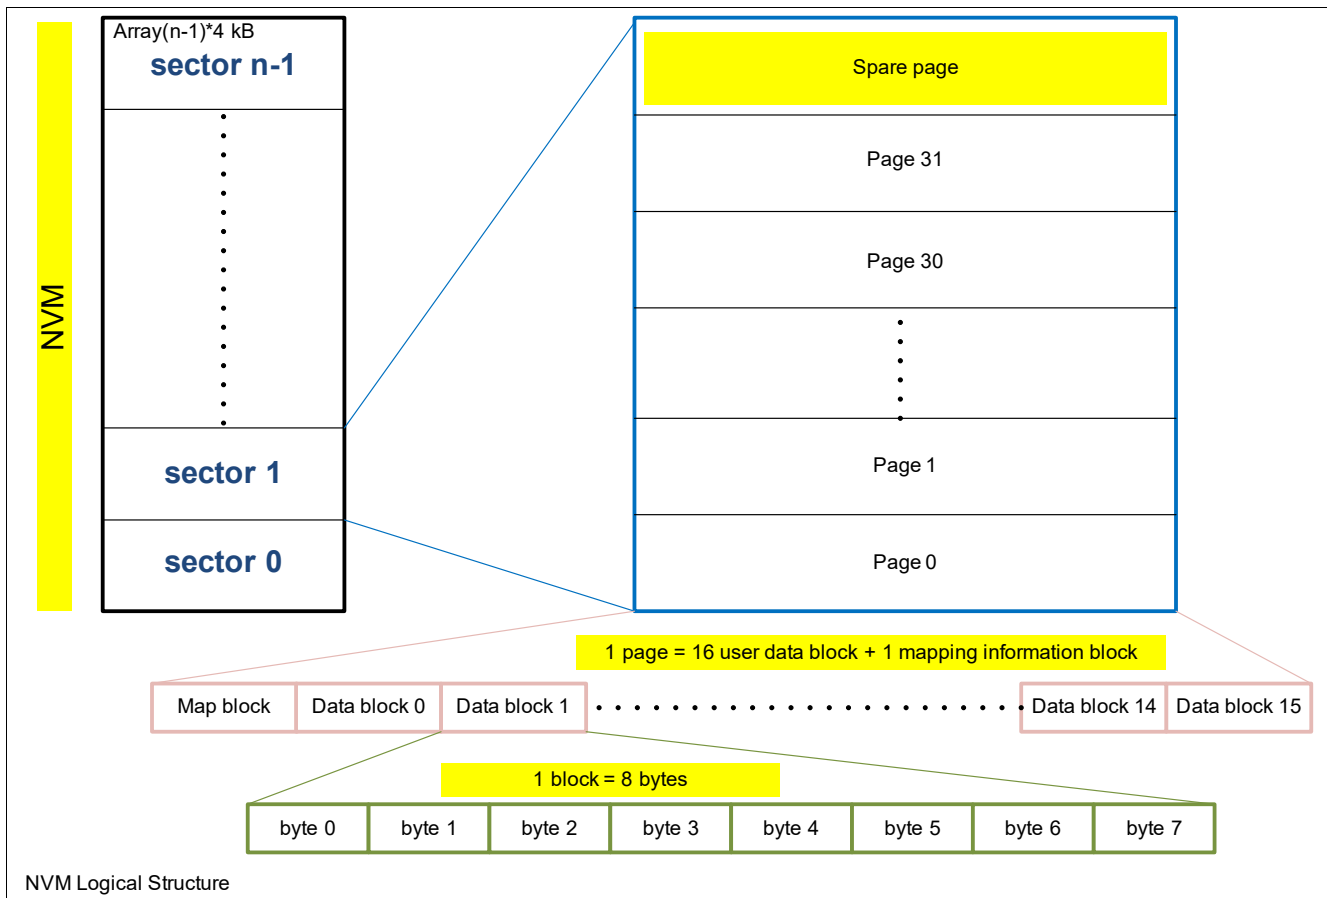 NVM
Array(n-1)*4 kB
sector n-1
sector 1
sector 0
Spare page
Page 31
Page 30
Page 1
Page 0
1 page = 16 user data block + 1 mapping information block
Map block
Data block 0
Data block 1
Data block 14
Data block 15
1 block = 8 bytes
byte 0
byte 1
byte 2
byte 3
byte 4
byte 5
byte 6
byte 7
NVM Logical Structure